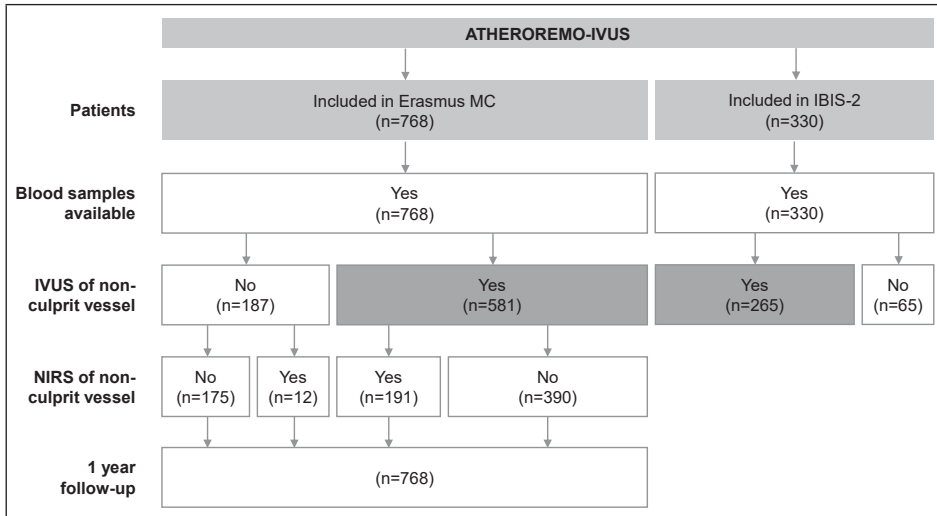 ATHEROREMO-IVUS
Patients
Included in Erasmus MC
(n=768)
Included in IBIS-2
(n=330)
Blood samples
available
Yes
(n=768)
Yes
(n=330)
IVUS of non-
culprit vessel
No
(n=187)
Yes
(n=581)
Yes
(n=265)
No
(n=65)
NIRS of non-
culprit vessel
No
(n=175)
Yes
(n=12)
Yes
(n=191)
No
(n=390)
1 year
follow-up
(n=768)